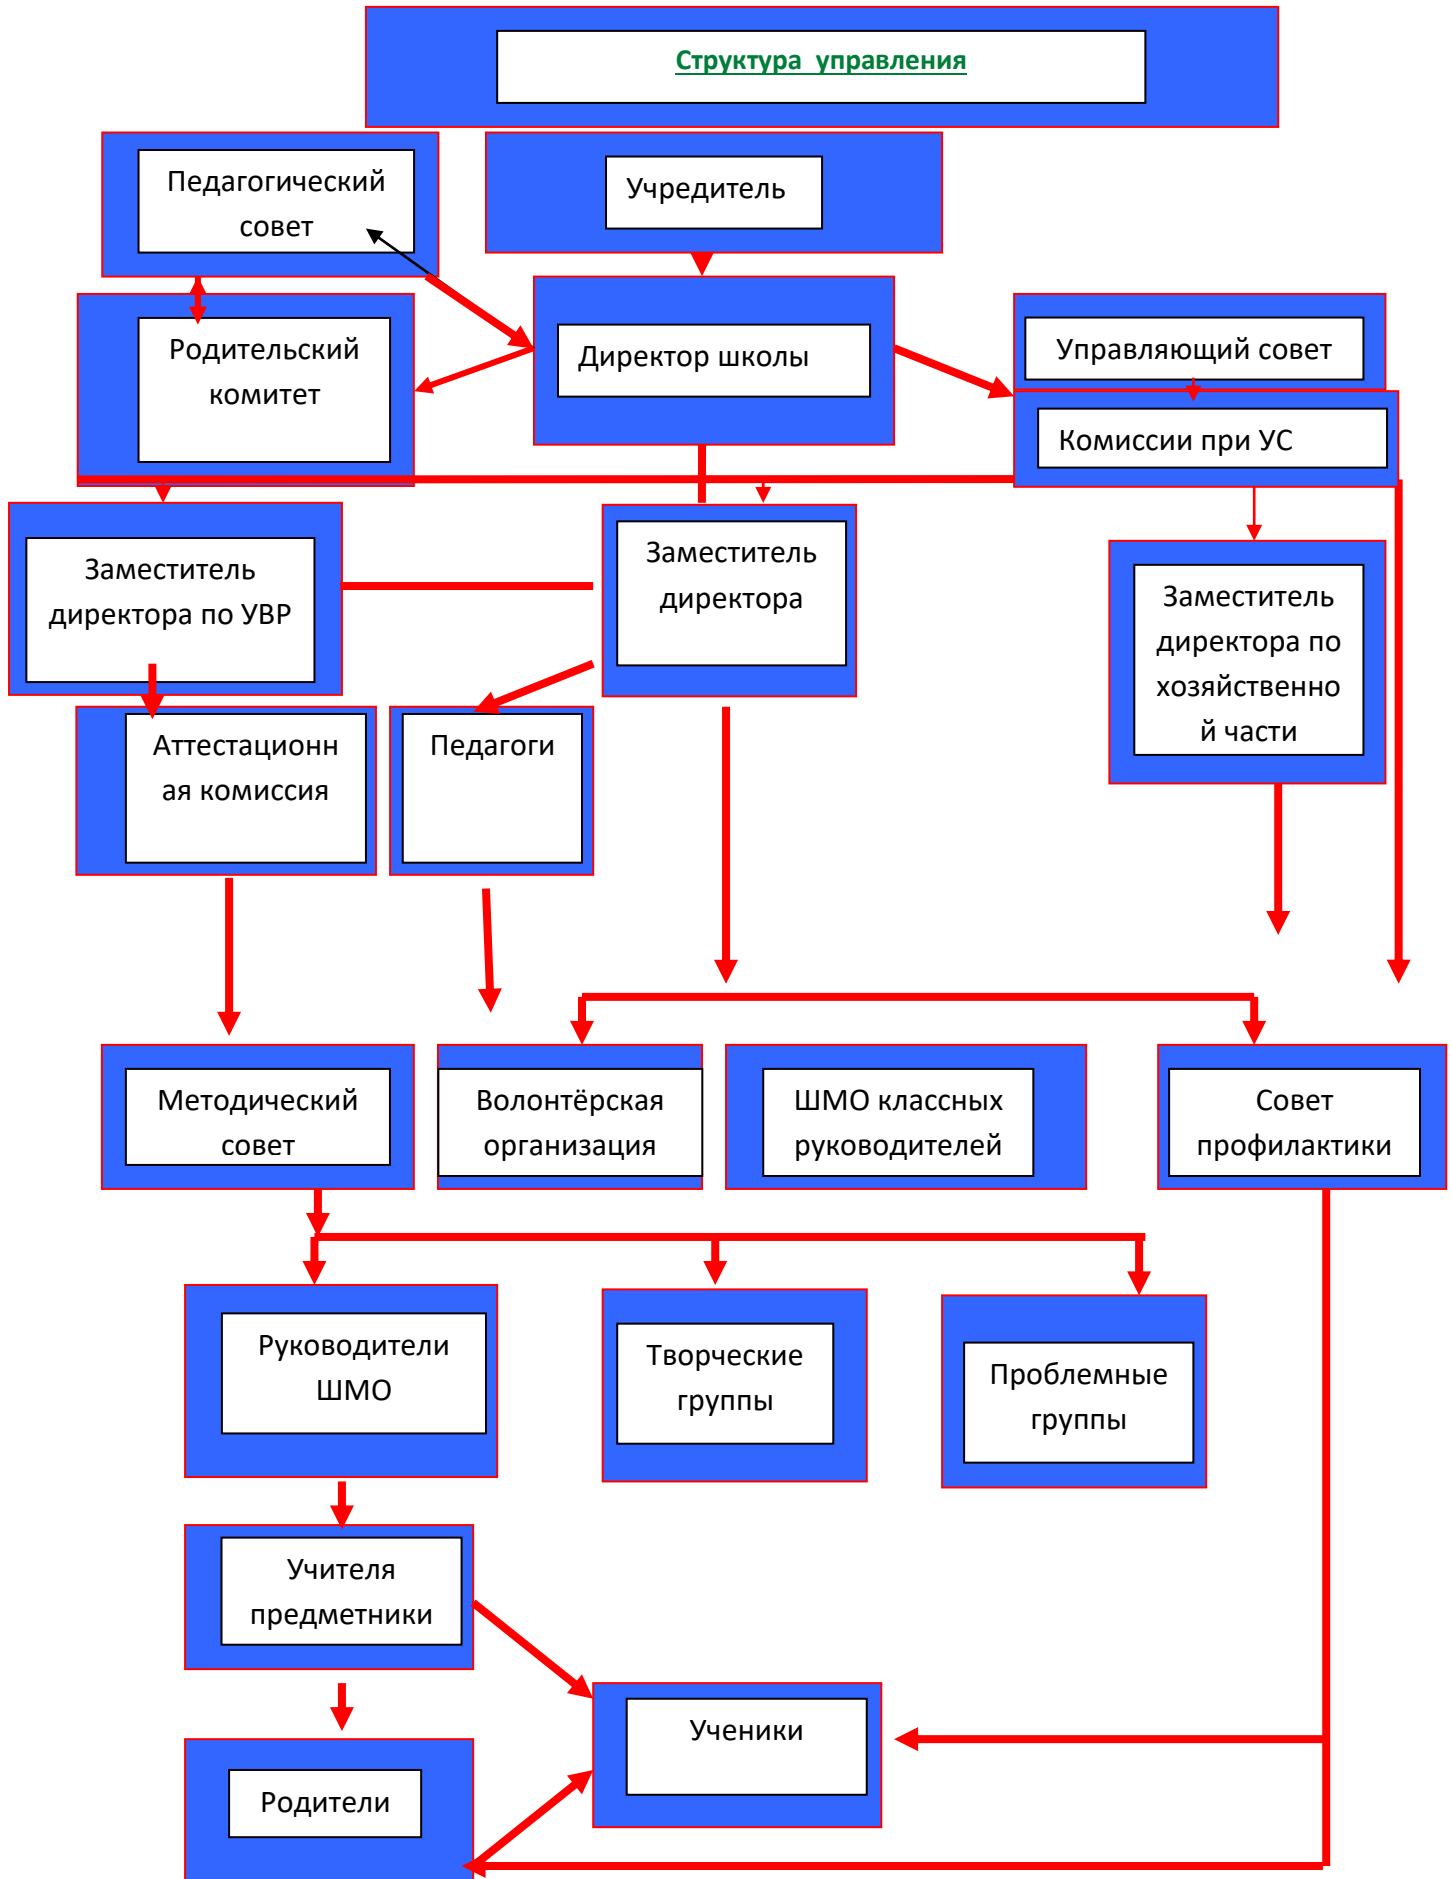 Структура  управления
Педагогический
совет
Учредитель
Родительский
комитет
Директор школы
Управляющий совет
Комиссии при УС
Заместитель
директора по УВР
Заместитель
директора
Заместитель
директора по
хозяйственно
й части
Аттестационн
ая комиссия
Педагоги
Методический
совет
Волонтёрская
организация
ШМО классных
руководителей
Совет
профилактики
Руководители
ШМО
Творческие
группы
Проблемные
группы
Учителя
предметники
Ученики
Родители